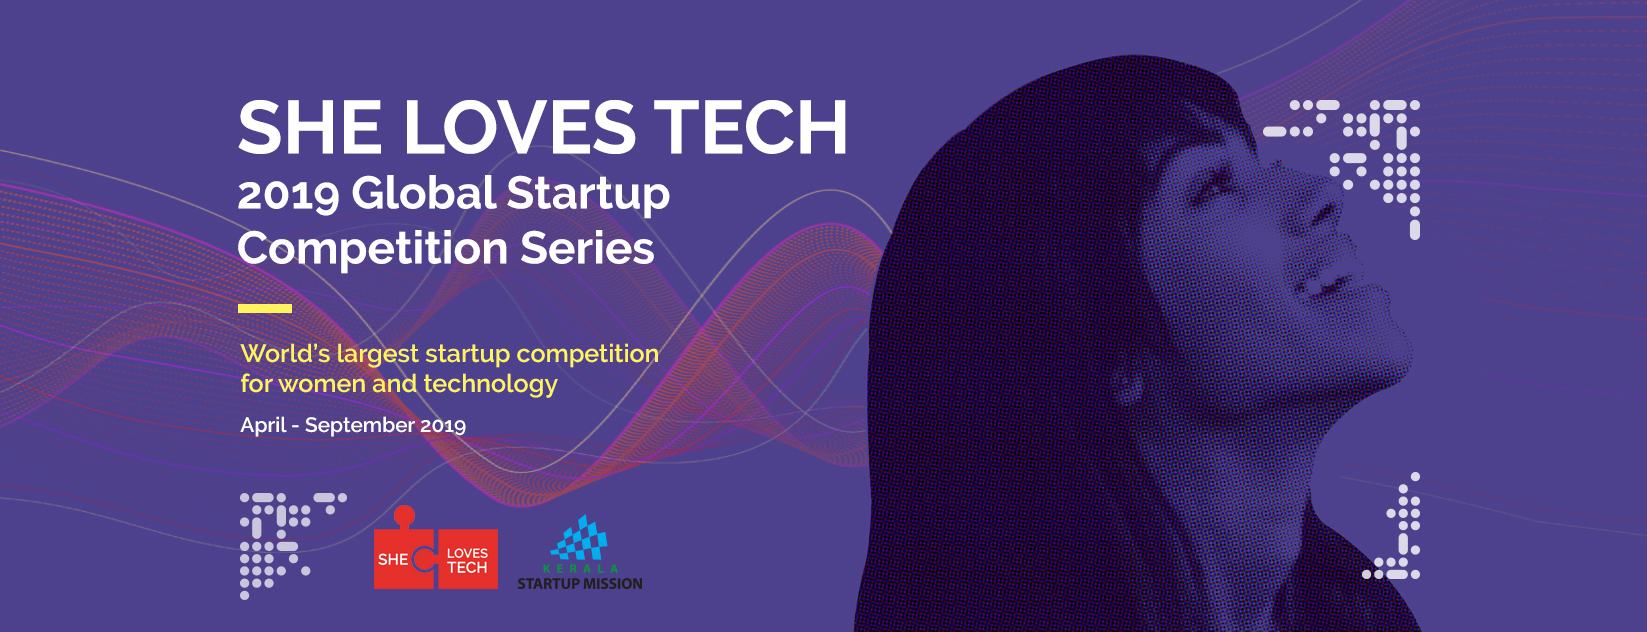 SHE LOVES TECH
2019 Global Startup
Competition Series
World's largest startup competition
for women and technology
April - September 2019
SHE
LOVES
TECH
KERALA
STARTUP MISSION